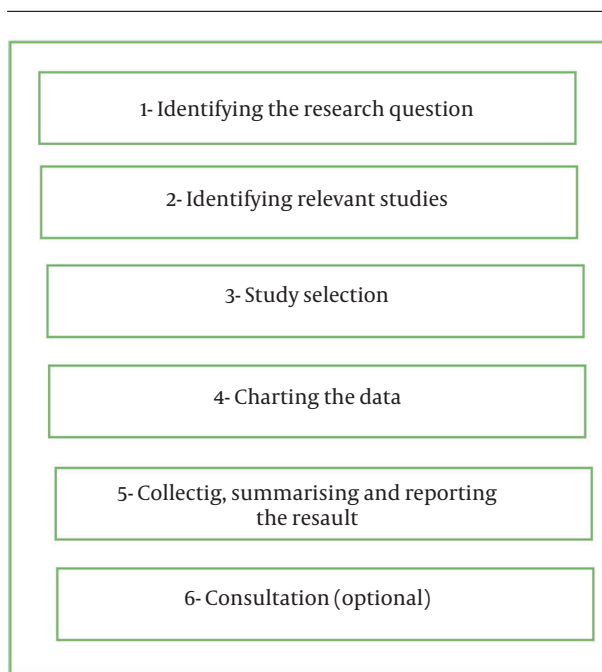 1- Identifying the research question
2- Identifying relevant studies
3- Study selection
4- Charting the data
5- Collectig, summarising and reporting
the resault
6- Consultation (optional)